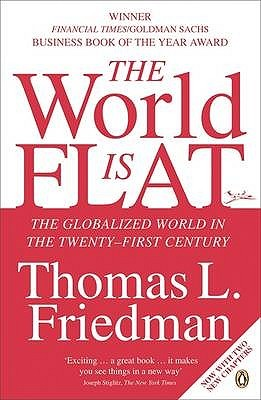 WINNER
FINANCIAL TIMES/GOLDMAN SACHS
BUSINESS BOOK OF THE YEAR AWARD
THE
World
IS
FLAT
THE GLOBALIZED WORLD IN
THE TWENTY–FIRST CENTURY
Thomas L.
Friedman
'Exciting ... a great book ... it makes
you see things in a new way'
Joseph Stiglitz, The New York Times
NOW WITH TWO
NEW CHAPTERS